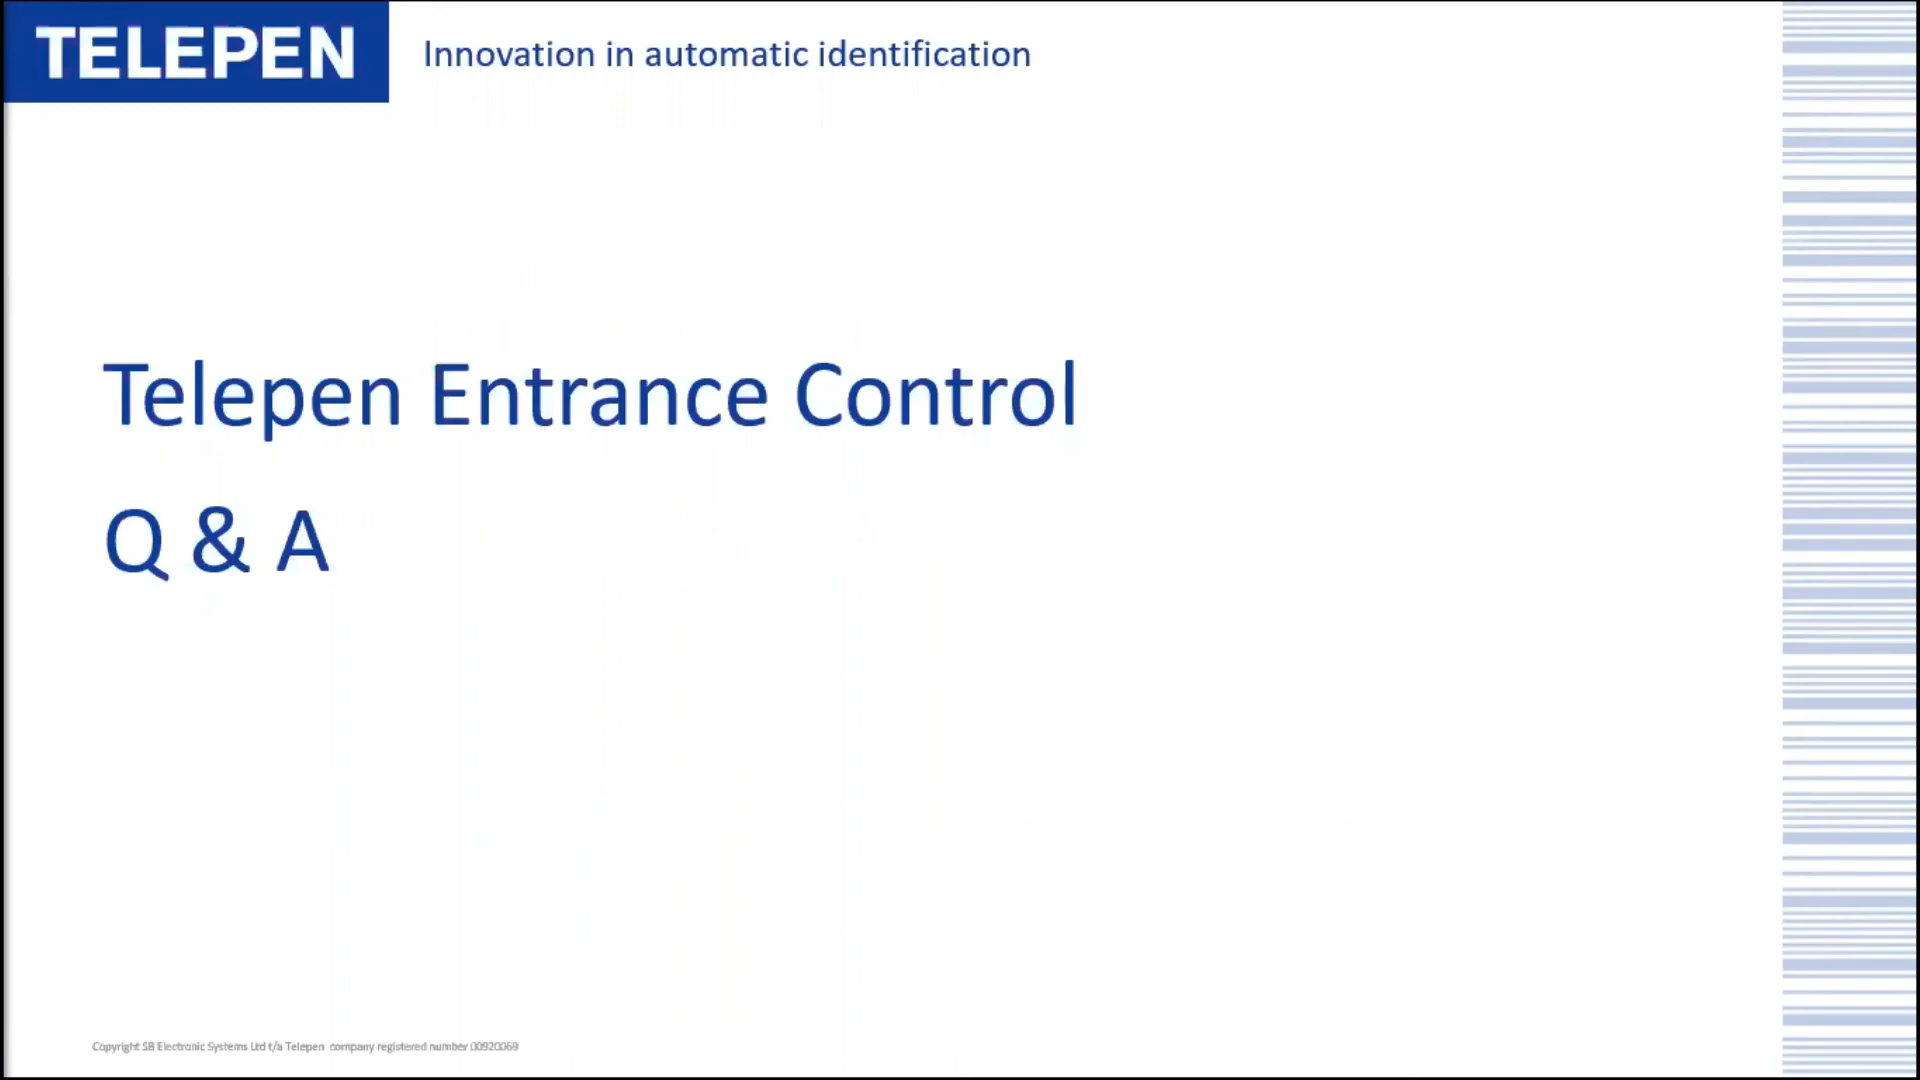 TELEPEN
Innovation in automatic identification
Telepen Entrance Control
Q & A
Copyright SB Electronic Systems Ltd t/a Telepen company registered number 00920069